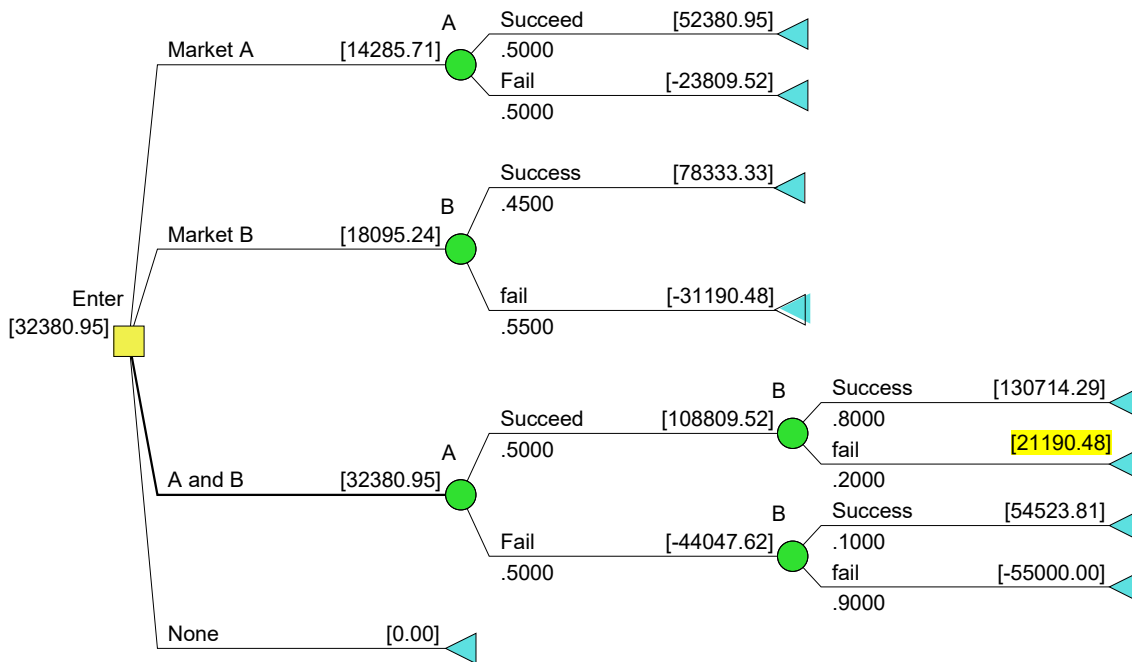 A
Succeed [52380.95]
Market A [14285.71]
.5000
Fail [-23809.52]
.5000
Success [78333.33]
B
.4500
Market B [18095.24]
fail [-31190.48]
.5500
Enter
[32380.95]
B
Success [130714.29]
Succeed [108809.52]
.8000
A
.5000
fail [21190.48]
.2000
A and B [32380.95]
B
Success [54523.81]
Fail [-44047.62]
.1000
.5000
fail [-55000.00]
.9000
None [0.00]